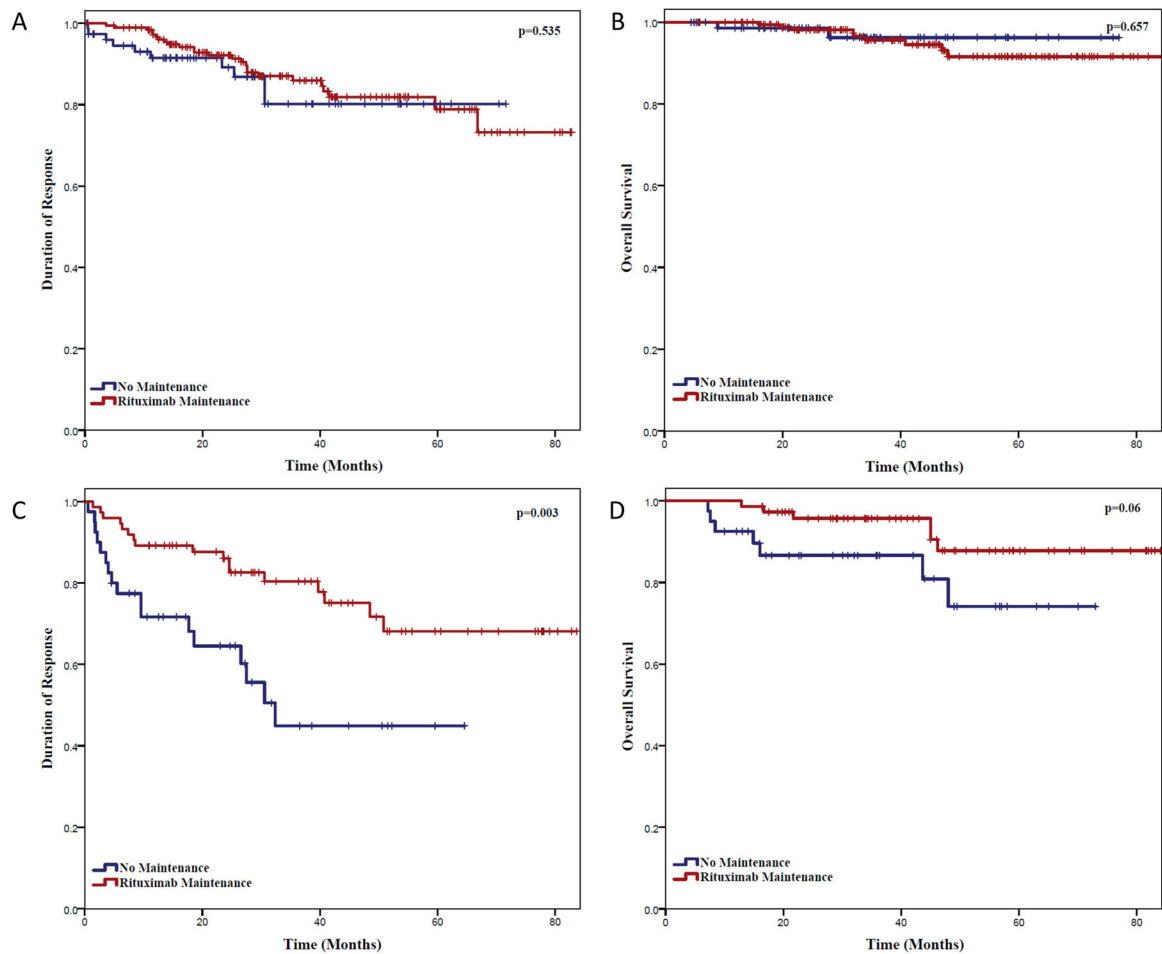 A
p=0.535
Duration of Response
1.0
0.8
0.6
0.4
0.2
0.0
No Maintenance
Rituximab Maintenance
0 20 40 60 80
Time (Months)
B
p=0.657
Overall Survival
1.0
0.8
0.6
0.4
0.2
0.0
No Maintenance
Rituximab Maintenance
0 20 40 60 80
Time (Months)
C
p=0.003
Duration of Response
1.0
0.8
0.6
0.4
0.2
0.0
No Maintenance
Rituximab Maintenance
0 20 40 60 80
Time (Months)
D
p=0.06
Overall Survival
1.0
0.8
0.6
0.4
0.2
0.0
No Maintenance
Rituximab Maintenance
0 20 40 60 80
Time (Months)